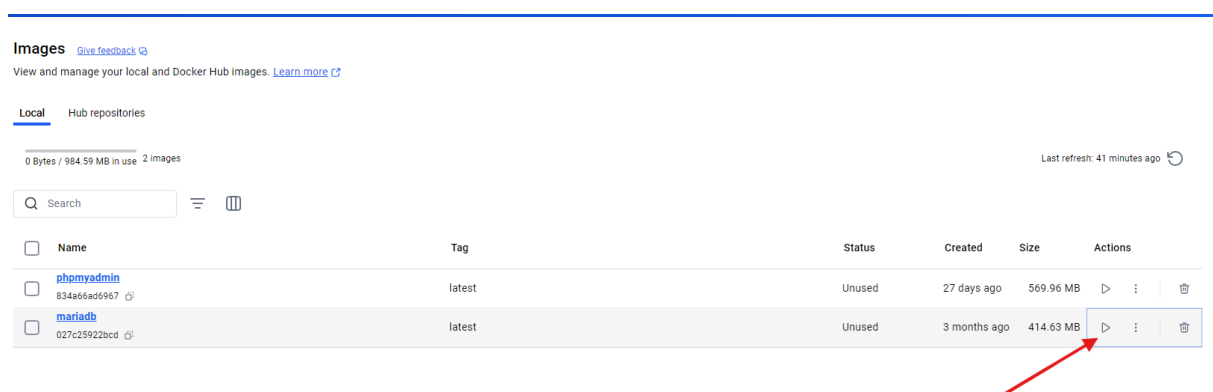 Images Give feedback
View and manage your local and Docker Hub images. Learn more
Local Hub repositories
0 Bytes / 984.59 MB in use 2 images Last refresh: 41 minutes ago
Search
Name Tag Status Created Size Actions
phpmyadmin
834a66ad6967
latest Unused 27 days ago 569.96 MB
mariadb
027c25922bcd
latest Unused 3 months ago 414.63 MB